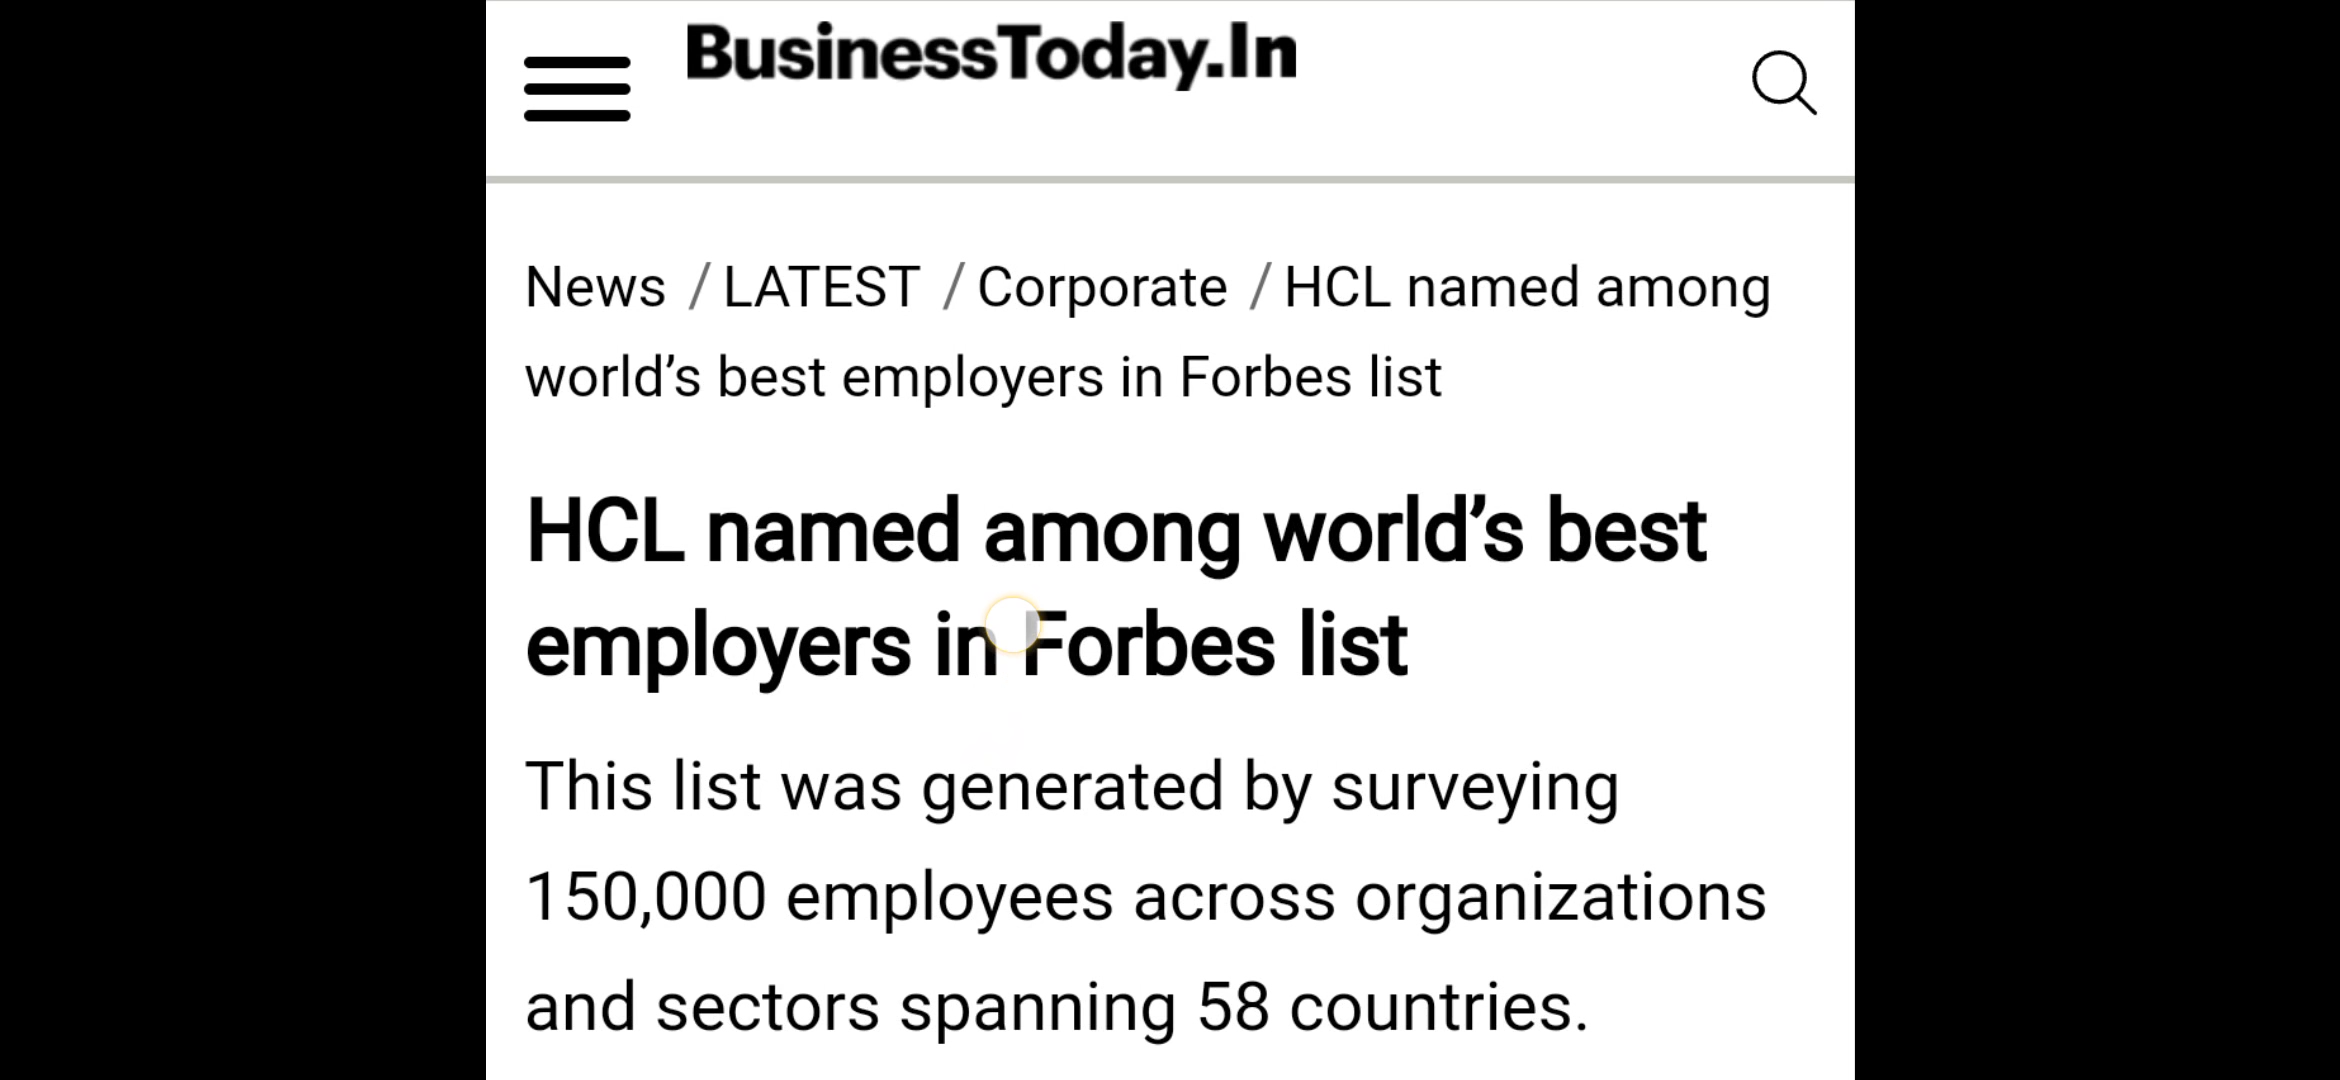 BusinessToday.In
News / LATEST / Corporate / HCL named among
world’s best employers in Forbes list
HCL named among world’s best
employers in Forbes list
This list was generated by surveying
150,000 employees across organizations
and sectors spanning 58 countries.